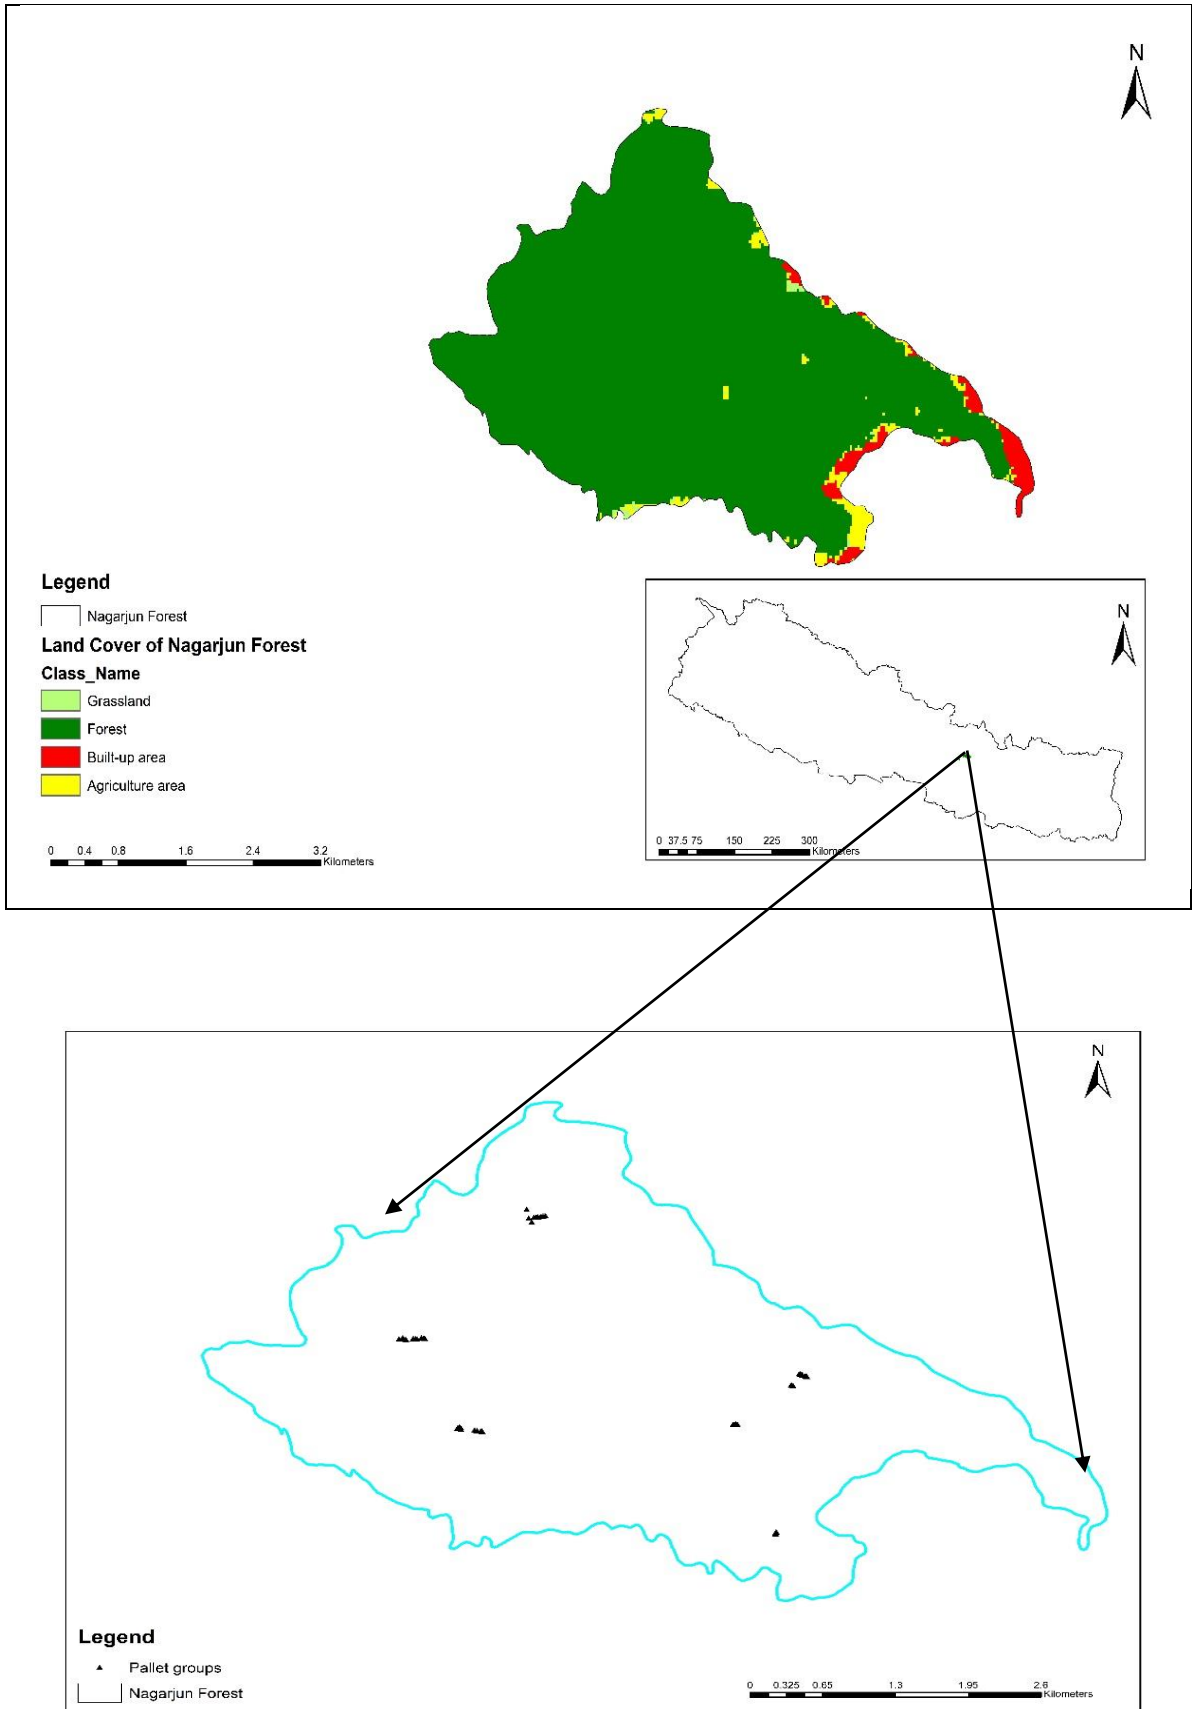 N
Legend
Nagarjun Forest
Land Cover of Nagarjun Forest
Class_Name
Grassland
Forest
Built-up area
Agriculture area
0 0.4 0.8 1.6 2.4 3.2
Kilometers
N
0 37.5 75 150 225 300
Kilometers
N
Legend
Pallet groups
Nagarjun Forest
0 0.325 0.65 1.3 1.95 2.6
Kilometers